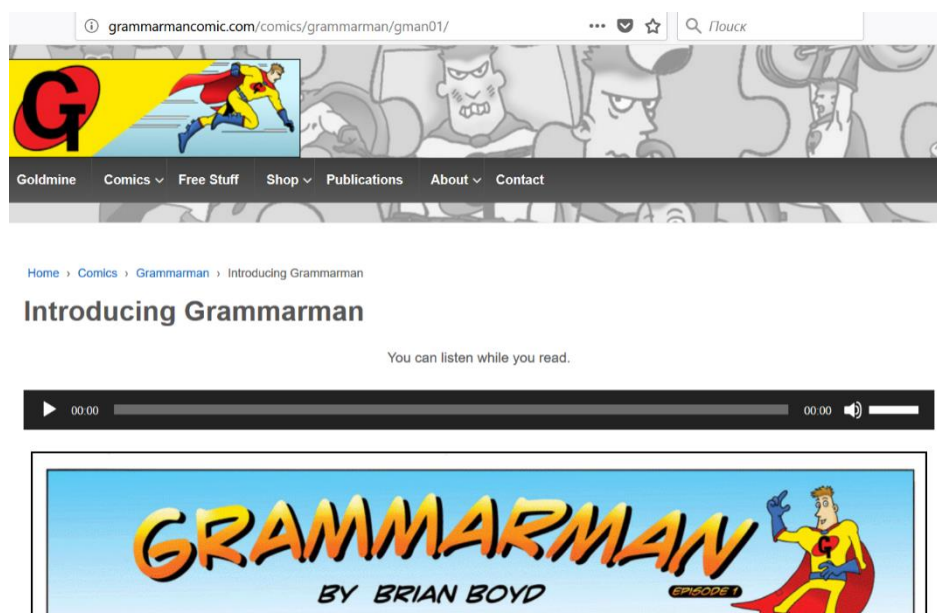 grammarmancomic.com/comics/grammarman/gman01/ Поиск
G
Goldmine Comics Free Stuff Shop Publications About Contact
Home › Comics › Grammarman › Introducing Grammarman
Introducing Grammarman
You can listen while you read.
00:00 00:00
GRAMMARMAN
BY BRIAN BOYD EPISODE 1